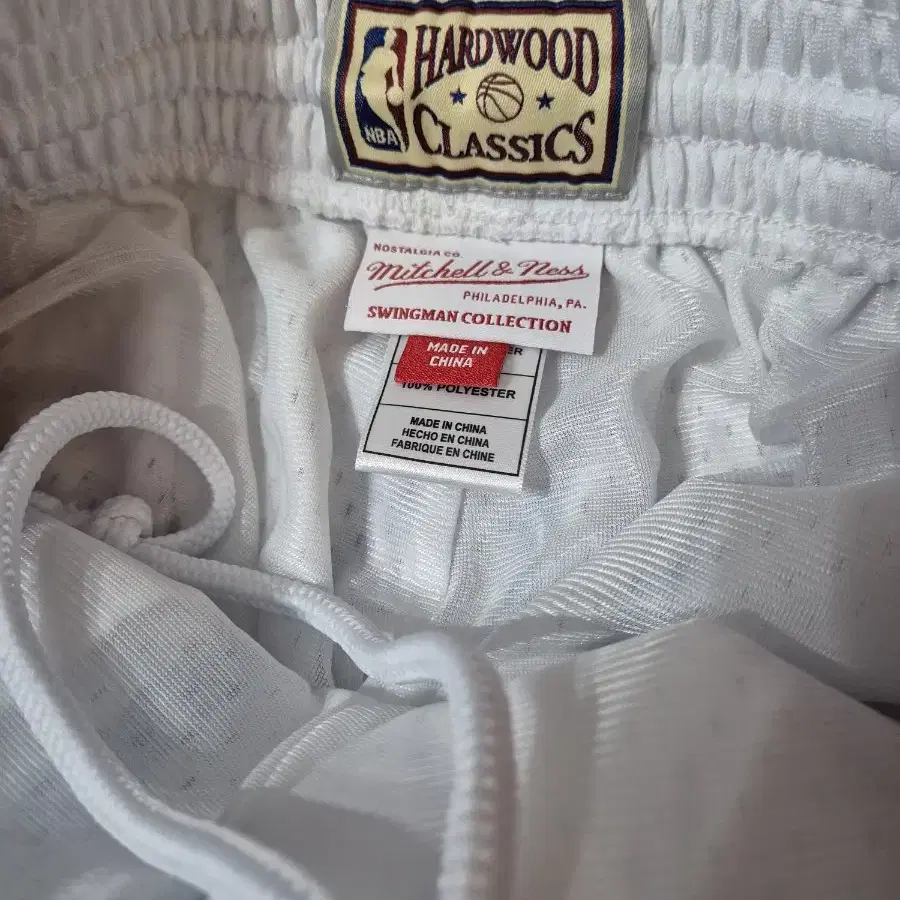 HARDWOOD
NBA
CLASSICS
NOSTALGIA CO.
Mitchell & Ness
PHILADELPHIA, PA.
SWINGMAN COLLECTION
MADE IN
CHINA
100% POLYESTER
MADE IN CHINA
HECHO EN CHINA
FABRIQUE EN CHINE